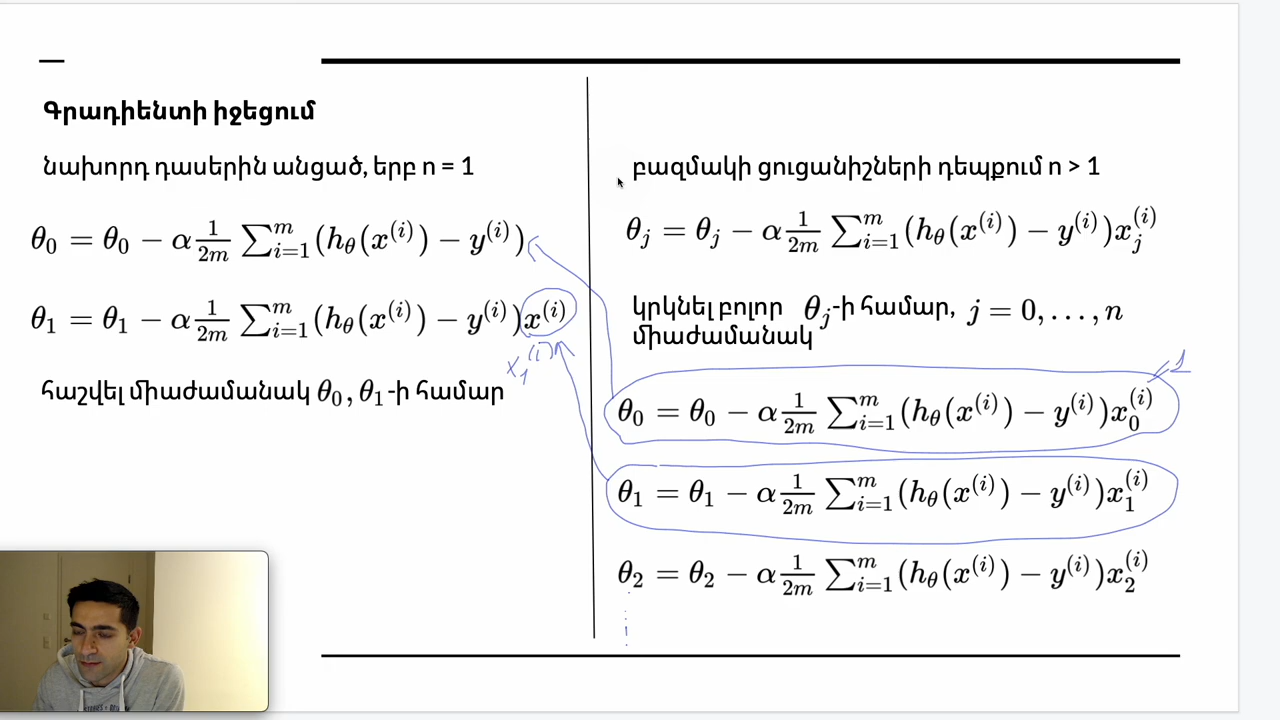 Գրադիենտի իջեցում
նախորդ դասերին անցած, երբ n = 1
θ₀ = θ₀ − α 1/2m ∑ᵢ₌₁ᵐ (h_θ(x⁽ⁱ⁾) − y⁽ⁱ⁾)
θ₁ = θ₁ − α 1/2m ∑ᵢ₌₁ᵐ (h_θ(x⁽ⁱ⁾) − y⁽ⁱ⁾)x⁽ⁱ⁾
x₁⁽ⁱ⁾
հաշվել միաժամանակ θ₀, θ₁ -ի համար
բազմակի ցուցանիշների դեպքում n > 1
θⱼ = θⱼ − α 1/2m ∑ᵢ₌₁ᵐ (h_θ(x⁽ⁱ⁾) − y⁽ⁱ⁾)xⱼ⁽ⁱ⁾
կրկնել բոլոր θⱼ-ի համար, j = 0, . . . , n
միաժամանակ
1
θ₀ = θ₀ − α 1/2m ∑ᵢ₌₁ᵐ (h_θ(x⁽ⁱ⁾) − y⁽ⁱ⁾)x₀⁽ⁱ⁾
θ₁ = θ₁ − α 1/2m ∑ᵢ₌₁ᵐ (h_θ(x⁽ⁱ⁾) − y⁽ⁱ⁾)x₁⁽ⁱ⁾
θ₂ = θ₂ − α 1/2m ∑ᵢ₌₁ᵐ (h_θ(x⁽ⁱ⁾) − y⁽ⁱ⁾)x₂⁽ⁱ⁾